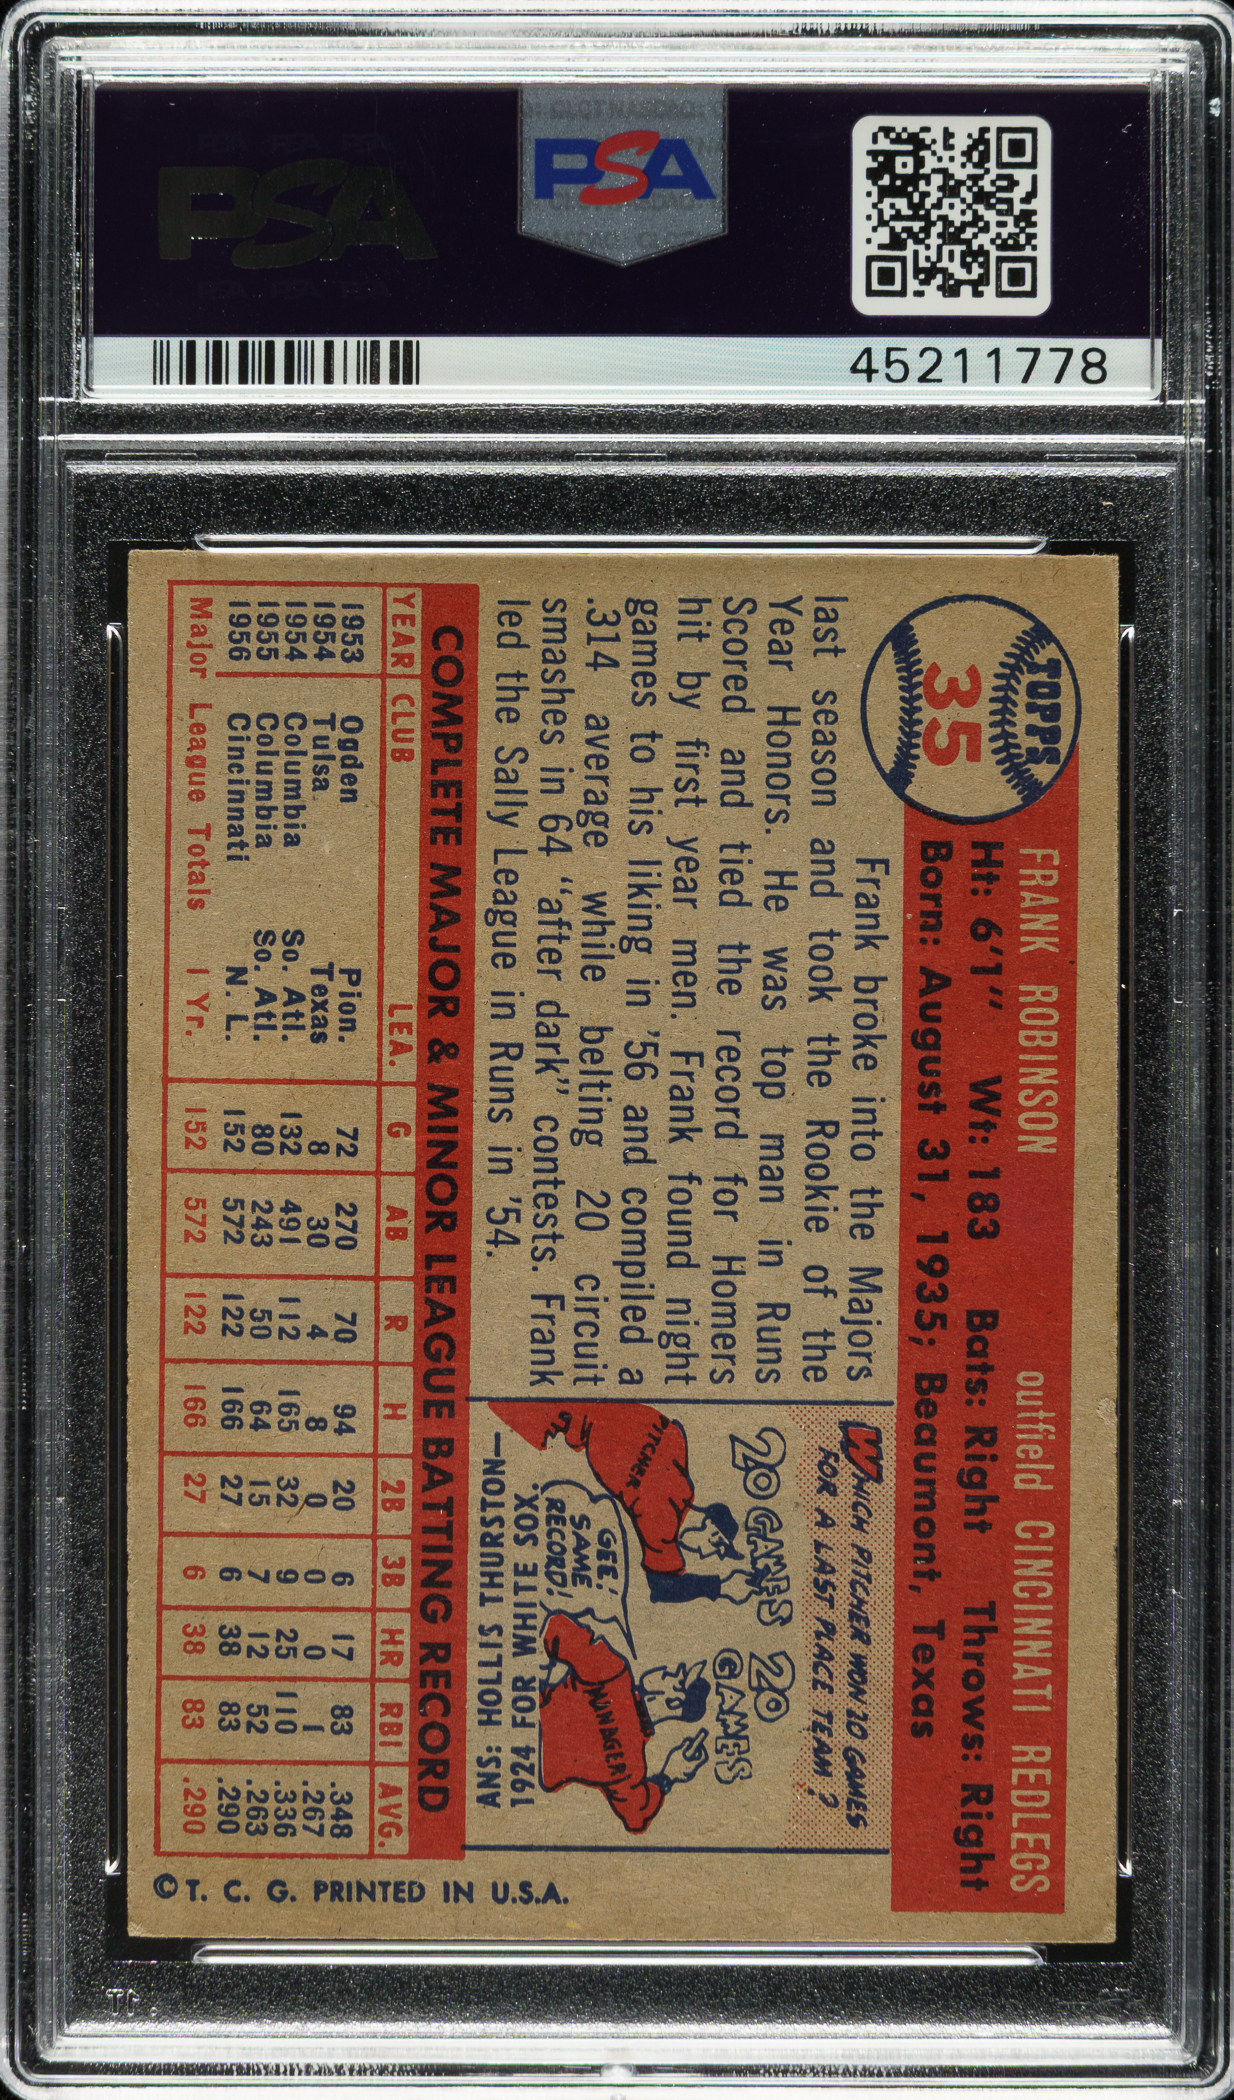 PSA
PSA
45211778
TOPPS
35
FRANK ROBINSON outfield CINCINNATI REDLEGS
Ht: 6'1" Wt: 183 Bats: Right Throws: Right
Born: August 31, 1935; Beaumont, Texas
Frank broke into the Majors
last season and took the Rookie of the
Year Honors. He was top man in Runs
Scored and tied the record for Homers
hit by first year men. Frank found night
games to his liking in '56 and compiled a
.314 average while belting 20 circuit
smashes in 64 "after dark" contests. Frank
led the Sally League in Runs in '54.
WHICH PITCHER WON 20 GAMES
FOR A LAST PLACE TEAM?
20 GAMES
20 GAMES
PITCHER
GEE! SAME RECORD!
MANAGER
ANS: HOLLIS THURSTON—
1924 FOR WHITE SOX.
COMPLETE MAJOR & MINOR LEAGUE BATTING RECORD
YEAR CLUB LEA. G AB R H 2B 3B HR RBI AVG.
1953 Ogden Pion. 72 270 70 94 20 6 17 83 .348
1954 Tulsa Texas 8 30 4 8 0 0 0 1 .267
1954 Columbia So. Atl. 132 491 112 165 32 9 25 110 .336
1955 Columbia So. Atl. 80 243 50 64 15 7 12 52 .263
1956 Cincinnati N. L. 152 572 122 166 27 6 38 83 .290
Major League Totals 1 Yr. 152 572 122 166 27 6 38 83 .290
© T. C. G. PRINTED IN U.S.A.